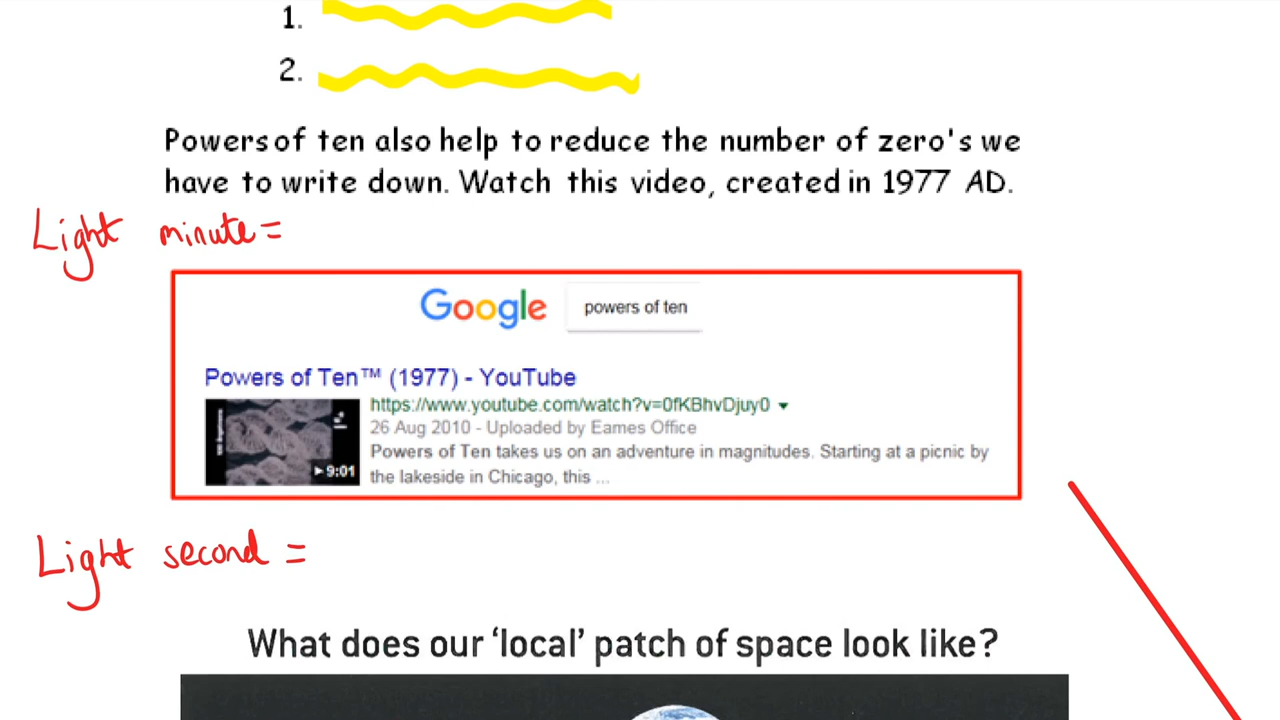 1.
2.
Powers of ten also help to reduce the number of zero's we
have to write down. Watch this video, created in 1977 AD.
Light minute =
Google powers of ten
Powers of Ten™ (1977) - YouTube
https://www.youtube.com/watch?v=0fKBhvDjuy0
26 Aug 2010 - Uploaded by Eames Office
Powers of Ten takes us on an adventure in magnitudes. Starting at a picnic by
9:01
the lakeside in Chicago, this ...
Light second =
What does our 'local' patch of space look like?